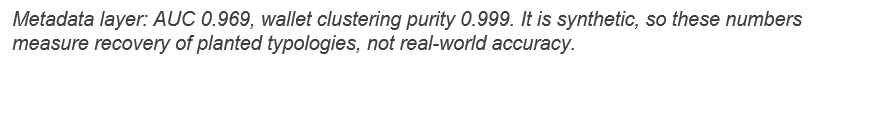 Metadata layer: AUC 0.969, wallet clustering purity 0.999. It is synthetic, so these numbers
measure recovery of planted typologies, not real-world accuracy.